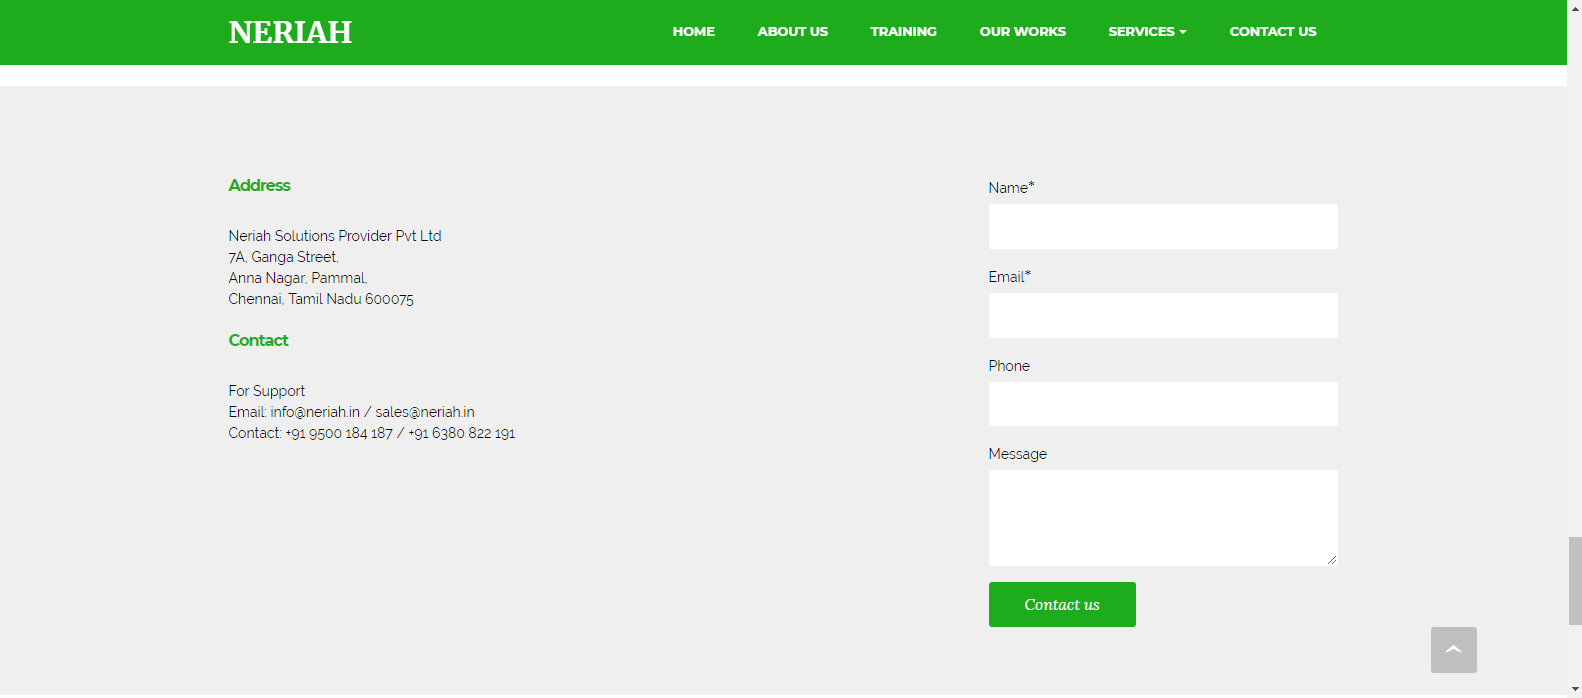 NERIAH
HOME ABOUT US TRAINING OUR WORKS SERVICES CONTACT US
Address
Neriah Solutions Provider Pvt Ltd
7A, Ganga Street,
Anna Nagar, Pammal,
Chennai, Tamil Nadu 600075
Contact
For Support
Email: info@neriah.in / sales@neriah.in
Contact: +91 9500 184 187 / +91 6380 822 191
Name*
Email*
Phone
Message
Contact us